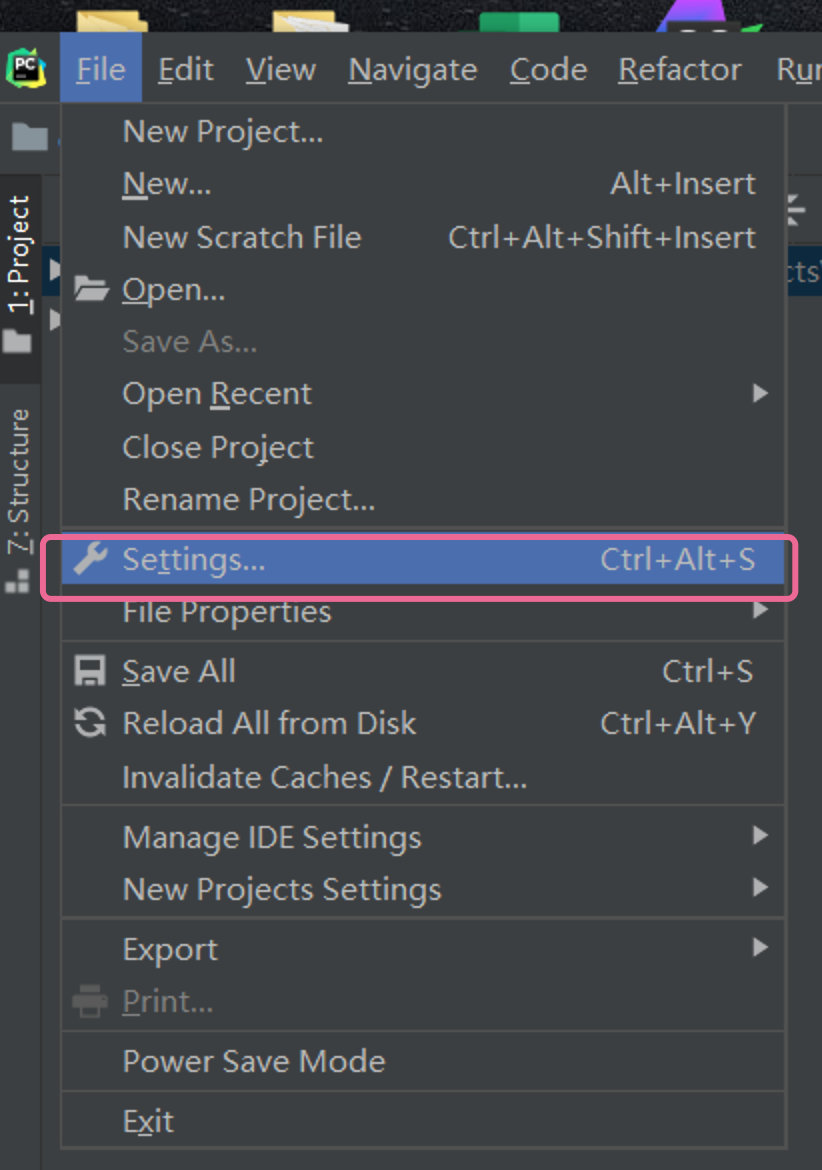 PC
File Edit View Navigate Code Refactor Run
New Project...
New... Alt+Insert
New Scratch File Ctrl+Alt+Shift+Insert
Open...
Save As...
Open Recent
Close Project
Rename Project...
Settings... Ctrl+Alt+S
File Properties
Save All Ctrl+S
Reload All from Disk Ctrl+Alt+Y
Invalidate Caches / Restart...
Manage IDE Settings
New Projects Settings
Export
Print...
Power Save Mode
Exit
1: Project
7: Structure
cts